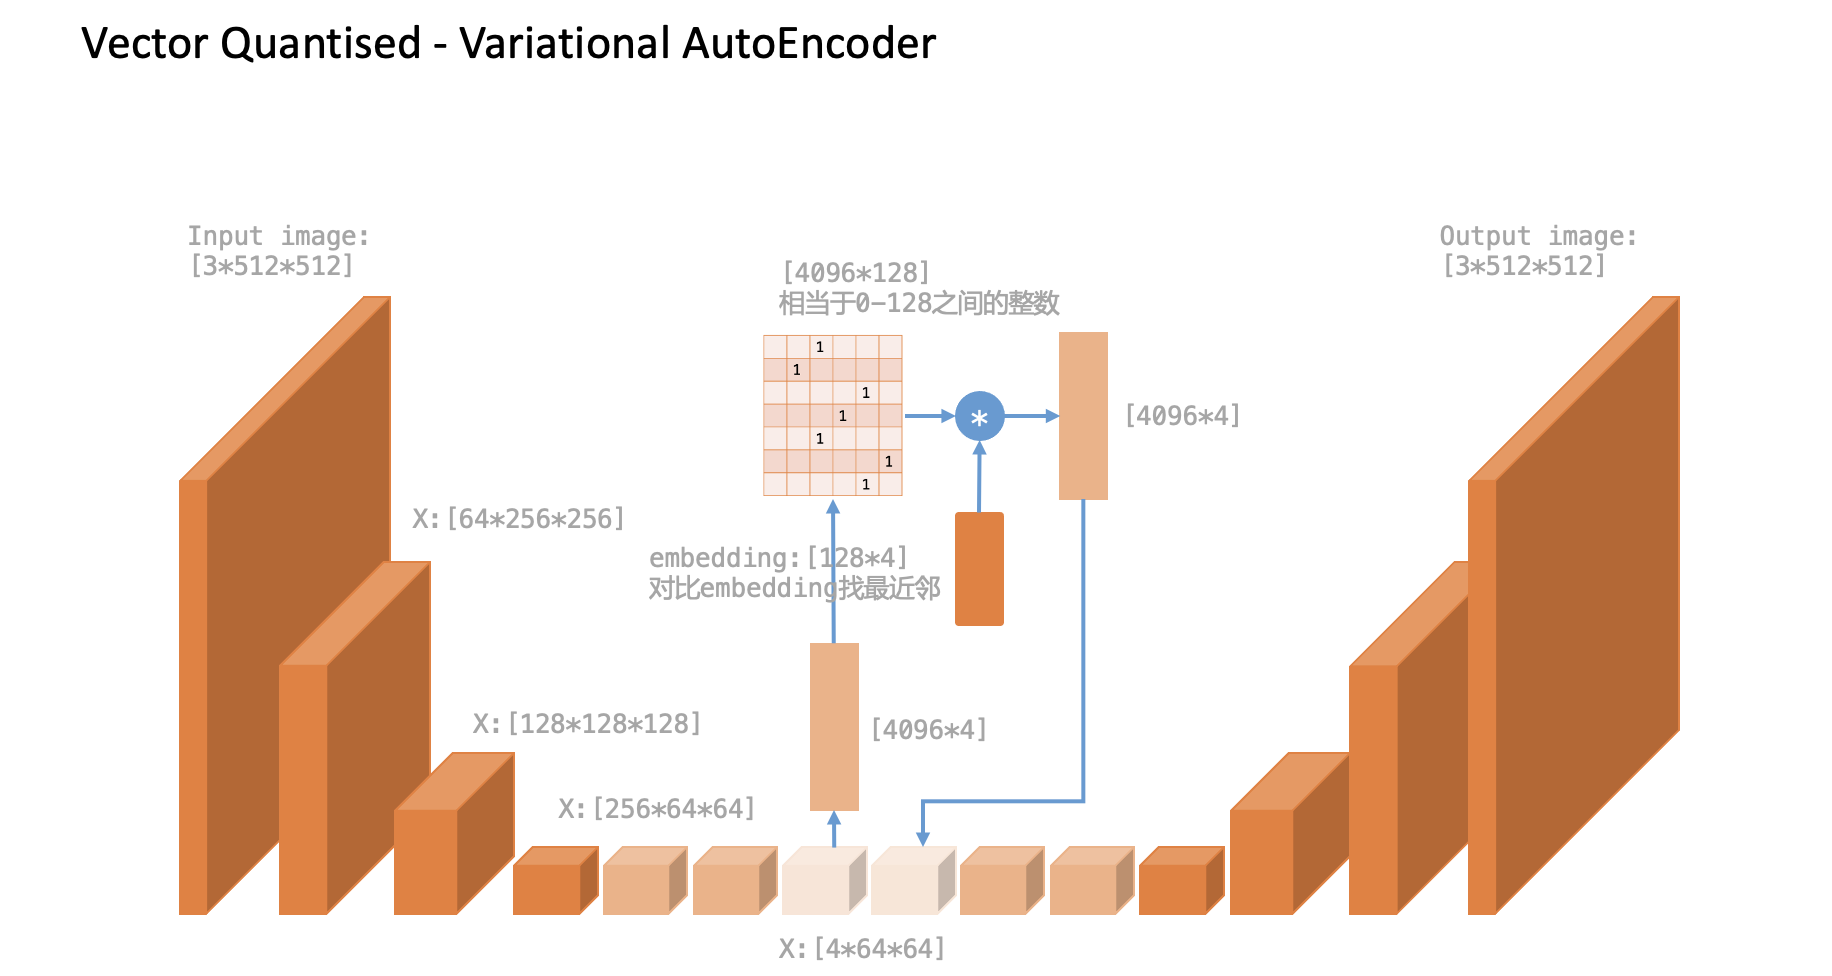 Vector Quantised - Variational AutoEncoder
Input image:
[3*512*512]
Output image:
[3*512*512]
[4096*128]
相当于0-128之间的整数
1
1
1
1
1
1
1
*
[4096*4]
X:[64*256*256]
embedding:[128*4]
对比embedding找最近邻
X:[128*128*128]
[4096*4]
X:[256*64*64]
X:[4*64*64]